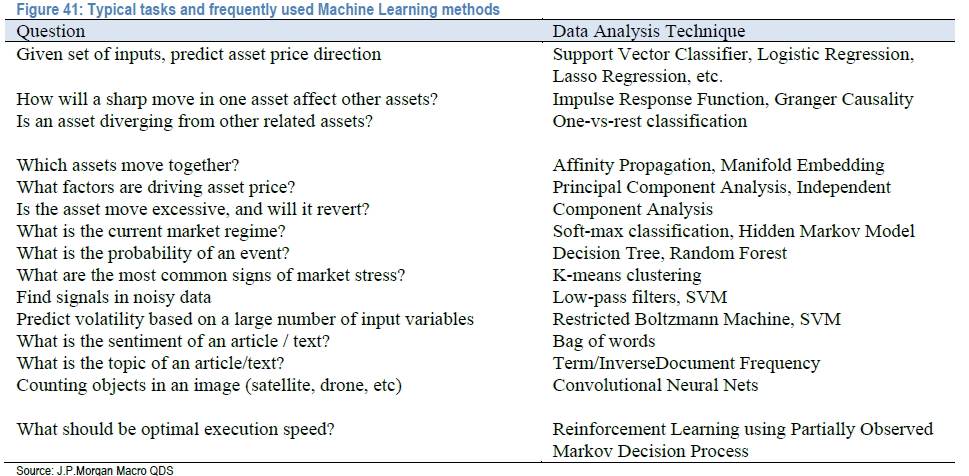 Figure 41: Typical tasks and frequently used Machine Learning methods
Question Data Analysis Technique
Given set of inputs, predict asset price direction Support Vector Classifier, Logistic Regression,
Lasso Regression, etc.
How will a sharp move in one asset affect other assets? Impulse Response Function, Granger Causality
Is an asset diverging from other related assets? One-vs-rest classification
Which assets move together? Affinity Propagation, Manifold Embedding
What factors are driving asset price? Principal Component Analysis, Independent
Is the asset move excessive, and will it revert? Component Analysis
What is the current market regime? Soft-max classification, Hidden Markov Model
What is the probability of an event? Decision Tree, Random Forest
What are the most common signs of market stress? K-means clustering
Find signals in noisy data Low-pass filters, SVM
Predict volatility based on a large number of input variables Restricted Boltzmann Machine, SVM
What is the sentiment of an article / text? Bag of words
What is the topic of an article/text? Term/InverseDocument Frequency
Counting objects in an image (satellite, drone, etc) Convolutional Neural Nets
What should be optimal execution speed? Reinforcement Learning using Partially Observed
Markov Decision Process
Source: J.P.Morgan Macro QDS